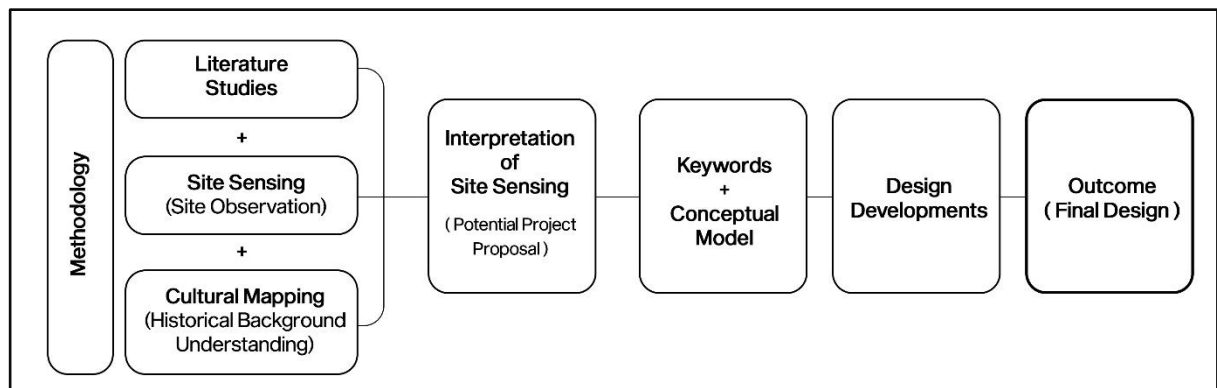 Methodology
Literature
Studies
+
Site Sensing
(Site Observation)
+
Cultural Mapping
(Historical Background
Understanding)
Interpretation
of
Site Sensing
( Potential Project
Proposal )
Keywords
+
Conceptual
Model
Design
Developments
Outcome
( Final Design )